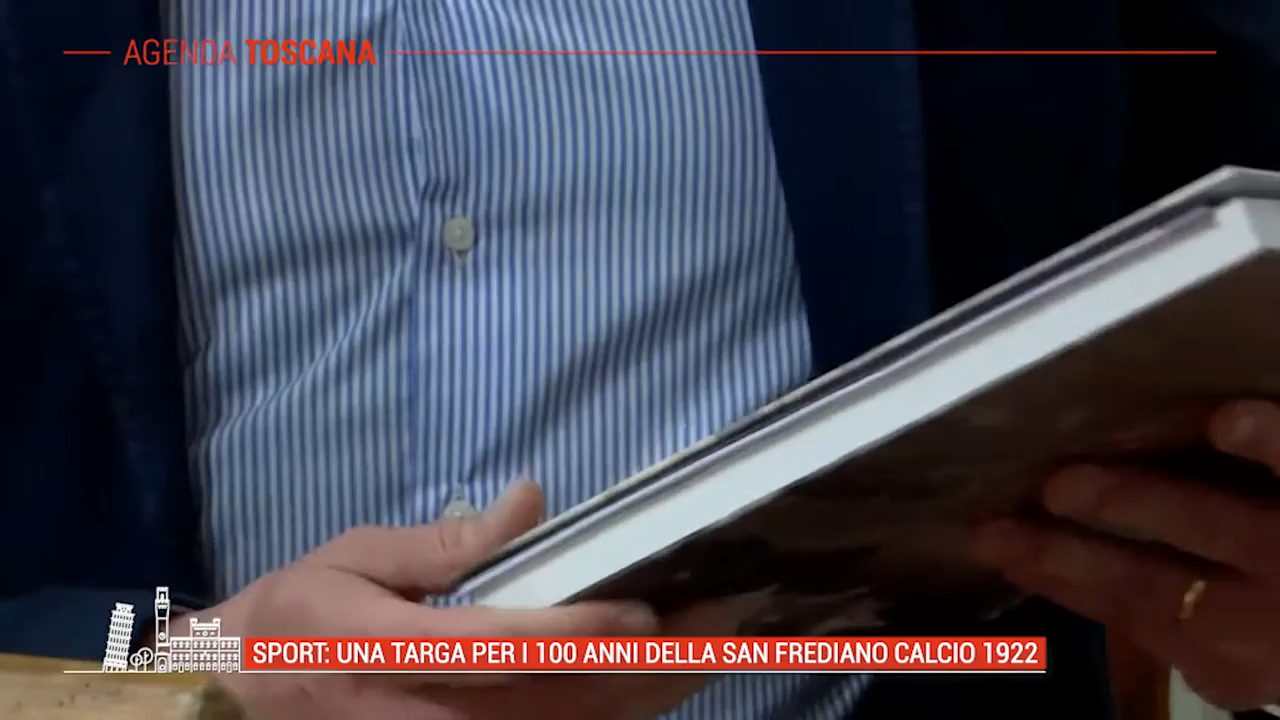 AGENDA TOSCANA
SPORT: UNA TARGA PER I 100 ANNI DELLA SAN FREDIANO CALCIO 1922